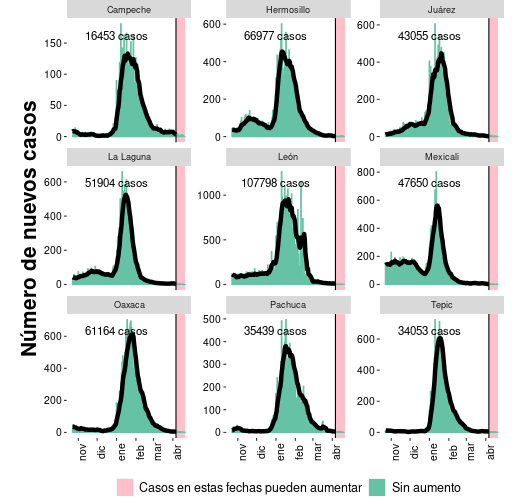 Número de nuevos casos
Campeche
Hermosillo
Juárez
16453 casos
66977 casos
43055 casos
150
100
50
0
600
400
200
0
600
400
200
0
La Laguna
León
Mexicali
51904 casos
107798 casos
47650 casos
600
400
200
0
1000
500
0
800
600
400
200
0
Oaxaca
Pachuca
Tepic
61164 casos
35439 casos
34053 casos
600
400
200
0
500
400
300
200
100
0
600
400
200
0
nov dic ene feb mar abr
nov dic ene feb mar abr
nov dic ene feb mar abr
Casos en estas fechas pueden aumentar
Sin aumento